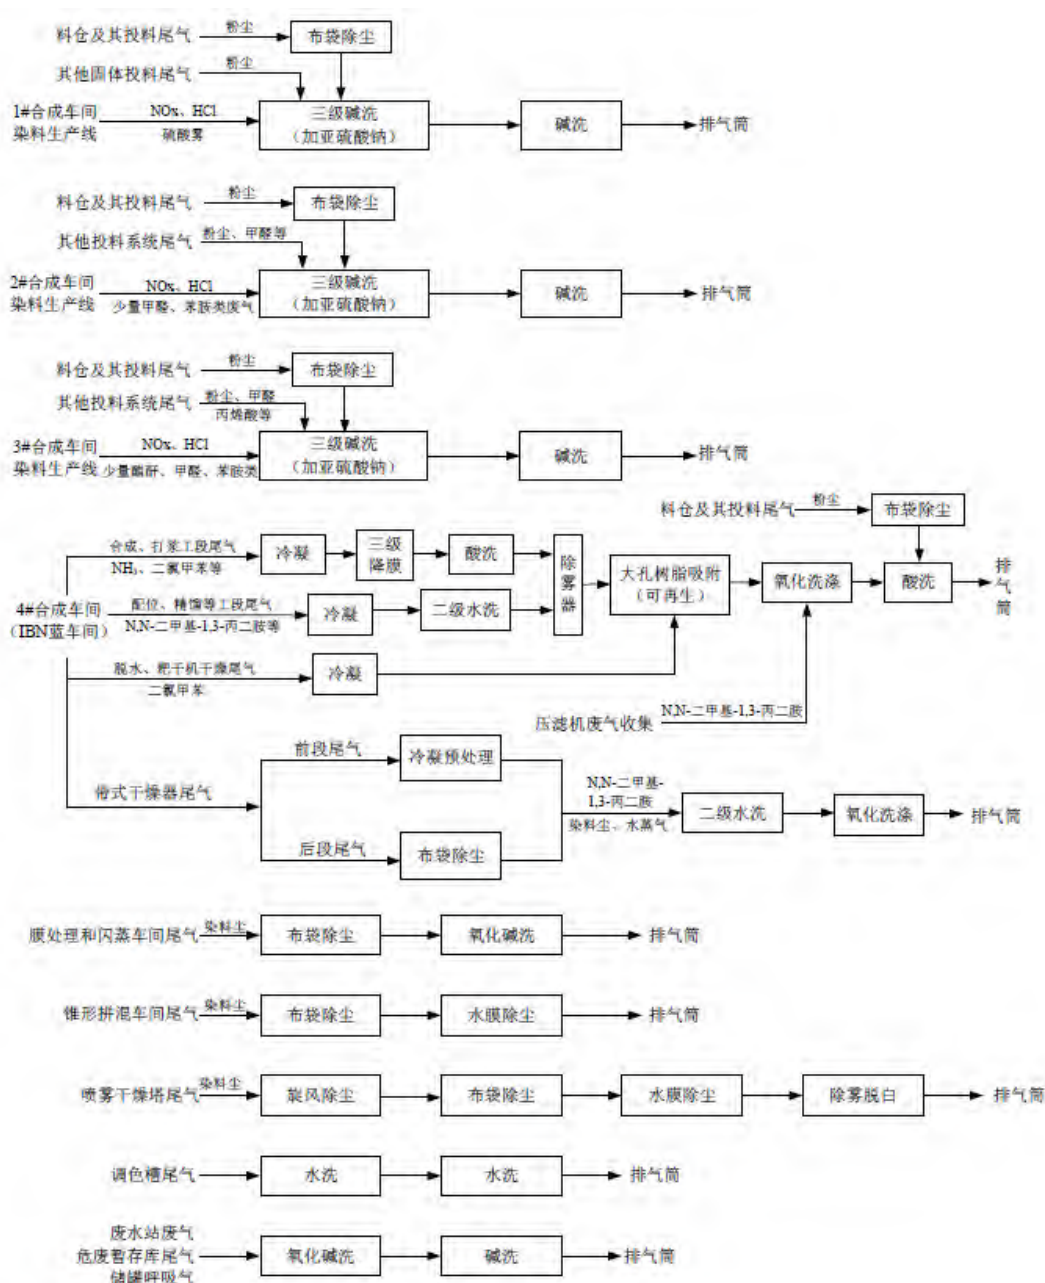 料仓及其投料尾气
粉尘
布袋除尘
其他固体投料尾气
粉尘
1#合成车间
染料生产线
NOx、HCl
硫酸雾
三级碱洗
(加亚硫酸钠)
碱洗
排气筒
料仓及其投料尾气
粉尘
布袋除尘
其他投料系统尾气
粉尘、甲醛等
2#合成车间
染料生产线
NOx、HCl
少量甲醛、苯胺类废气
三级碱洗
(加亚硫酸钠)
碱洗
排气筒
料仓及其投料尾气
粉尘
布袋除尘
其他投料系统尾气
粉尘、甲醛
丙烯酸等
3#合成车间
染料生产线
NOx、HCl
少量醋酐、甲醛、苯胺类
三级碱洗
(加亚硫酸钠)
碱洗
排气筒
料仓及其投料尾气
粉尘
布袋除尘
4#合成车间
(IBN蓝车间)
合成、打浆工段尾气
NH₃、二氯甲苯等
冷凝
三级
降膜
酸洗
除雾器
大孔树脂吸附
(可再生)
氧化洗涤
酸洗
排气筒
配位、精馏等工段尾气
N,N-二甲基-1,3-丙二胺等
冷凝
二级水洗
脱水、耙干机干燥尾气
二氯甲苯
冷凝
压滤机废气收集
N,N-二甲基-1,3-丙二胺
带式干燥器尾气
前段尾气
冷凝预处理
后段尾气
布袋除尘
N,N-二甲基-
1,3-丙二胺
染料尘、水蒸气
二级水洗
氧化洗涤
排气筒
膜处理和闪蒸车间尾气
染料尘
布袋除尘
氧化碱洗
排气筒
锥形拼混车间尾气
染料尘
布袋除尘
水膜除尘
排气筒
喷雾干燥塔尾气
染料尘
旋风除尘
布袋除尘
水膜除尘
除雾脱白
排气筒
调色槽尾气
水洗
水洗
排气筒
废水站废气
危废暂存库尾气
储罐呼吸气
氧化碱洗
碱洗
排气筒